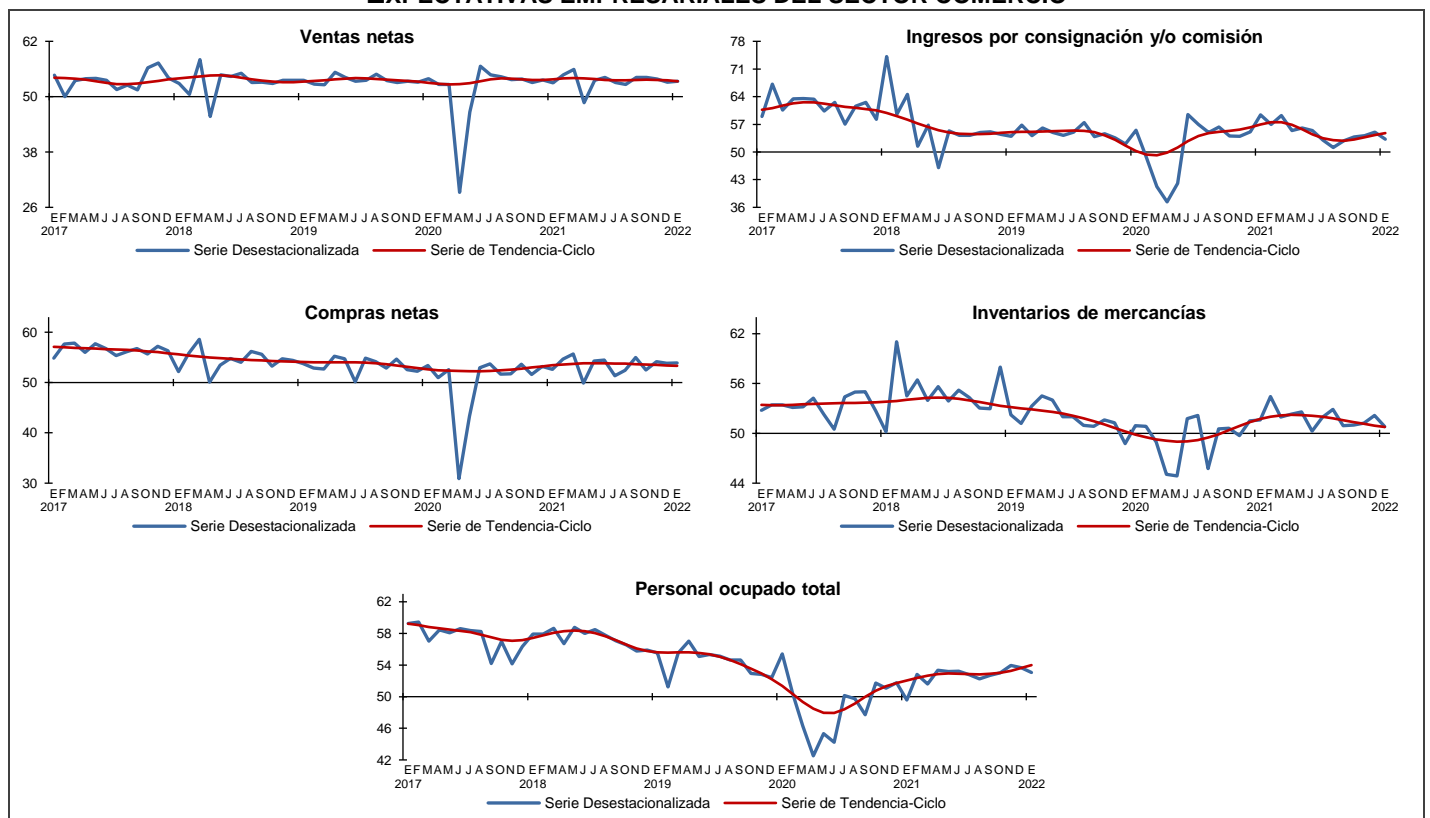 EXPECTATIVAS EMPRESARIALES DEL SECTOR COMERCIO
Ventas netas
62
50
38
26
E F M A M J J A S O N D E F M A M J J A S O N D E F M A M J J A S O N D E F M A M J J A S O N D E F M A M J J A S O N D E
2017 2018 2019 2020 2021 2022
Serie Desestacionalizada Serie de Tendencia-Ciclo
Ingresos por consignación y/o comisión
78
71
64
57
50
43
36
E F M A M J J A S O N D E F M A M J J A S O N D E F M A M J J A S O N D E F M A M J J A S O N D E F M A M J J A S O N D E
2017 2018 2019 2020 2021 2022
Serie Desestacionalizada Serie de Tendencia-Ciclo
Compras netas
60
50
40
30
E F M A M J J A S O N D E F M A M J J A S O N D E F M A M J J A S O N D E F M A M J J A S O N D E F M A M J J A S O N D E
2017 2018 2019 2020 2021 2022
Serie Desestacionalizada Serie de Tendencia-Ciclo
Inventarios de mercancías
62
56
50
44
E F M A M J J A S O N D E F M A M J J A S O N D E F M A M J J A S O N D E F M A M J J A S O N D E F M A M J J A S O N D E
2017 2018 2019 2020 2021 2022
Serie Desestacionalizada Serie de Tendencia-Ciclo
Personal ocupado total
62
58
54
50
46
42
E F M A M J J A S O N D E F M A M J J A S O N D E F M A M J J A S O N D E F M A M J J A S O N D E F M A M J J A S O N D E
2017 2018 2019 2020 2021 2022
Serie Desestacionalizada Serie de Tendencia-Ciclo